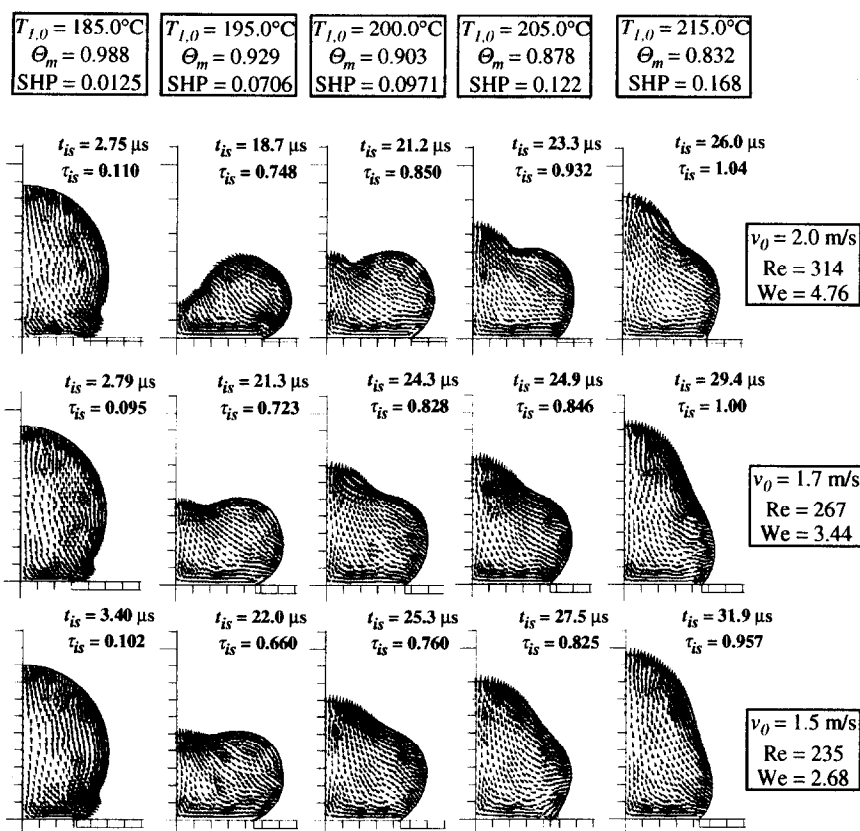 T1,0 = 185.0°C
Θm = 0.988
SHP = 0.0125
T1,0 = 195.0°C
Θm = 0.929
SHP = 0.0706
T1,0 = 200.0°C
Θm = 0.903
SHP = 0.0971
T1,0 = 205.0°C
Θm = 0.878
SHP = 0.122
T1,0 = 215.0°C
Θm = 0.832
SHP = 0.168
tis = 2.75 μs
τis = 0.110
tis = 18.7 μs
τis = 0.748
tis = 21.2 μs
τis = 0.850
tis = 23.3 μs
τis = 0.932
tis = 26.0 μs
τis = 1.04
v0 = 2.0 m/s
Re = 314
We = 4.76
tis = 2.79 μs
τis = 0.095
tis = 21.3 μs
τis = 0.723
tis = 24.3 μs
τis = 0.828
tis = 24.9 μs
τis = 0.846
tis = 29.4 μs
τis = 1.00
v0 = 1.7 m/s
Re = 267
We = 3.44
tis = 3.40 μs
τis = 0.102
tis = 22.0 μs
τis = 0.660
tis = 25.3 μs
τis = 0.760
tis = 27.5 μs
τis = 0.825
tis = 31.9 μs
τis = 0.957
v0 = 1.5 m/s
Re = 235
We = 2.68